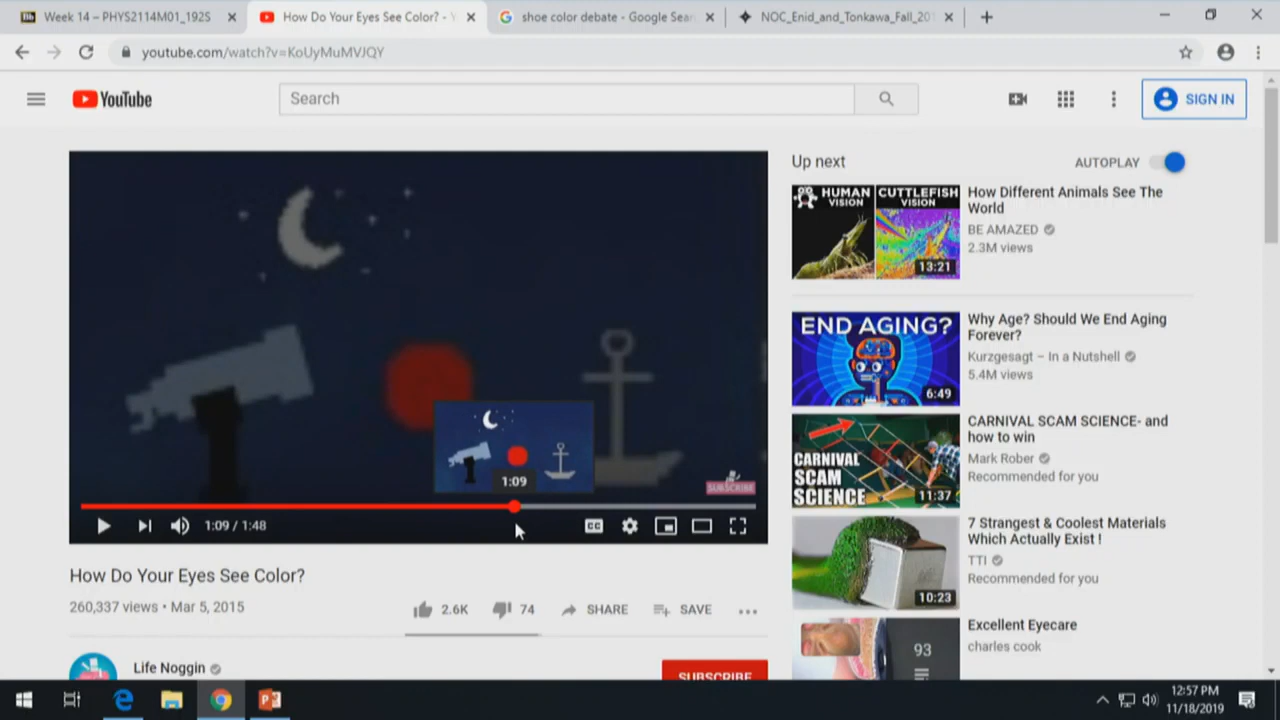 Week 14 – PHYS2114M01_192S
How Do Your Eyes See Color? - Y
shoe color debate - Google Sear
NOC_Enid_and_Tonkawa_Fall_201
youtube.com/watch?v=KoUyMuMVJQY
YouTube
Search
SIGN IN
Up next
AUTOPLAY
HUMAN VISION
CUTTLEFISH VISION
13:21
How Different Animals See The World
BE AMAZED
2.3M views
END AGING?
6:49
Why Age? Should We End Aging Forever?
Kurzgesagt – In a Nutshell
5.4M views
CARNIVAL SCAM SCIENCE
11:37
CARNIVAL SCAM SCIENCE- and how to win
Mark Rober
Recommended for you
10:23
7 Strangest & Coolest Materials Which Actually Exist !
TTI
Recommended for you
93
Excellent Eyecare
charles cook
1:09
SUBSCRIBE
1:09 / 1:48
CC
How Do Your Eyes See Color?
260,337 views • Mar 5, 2015
2.6K
74
SHARE
SAVE
Life Noggin
SUBSCRIBE
12:57 PM
11/18/2019